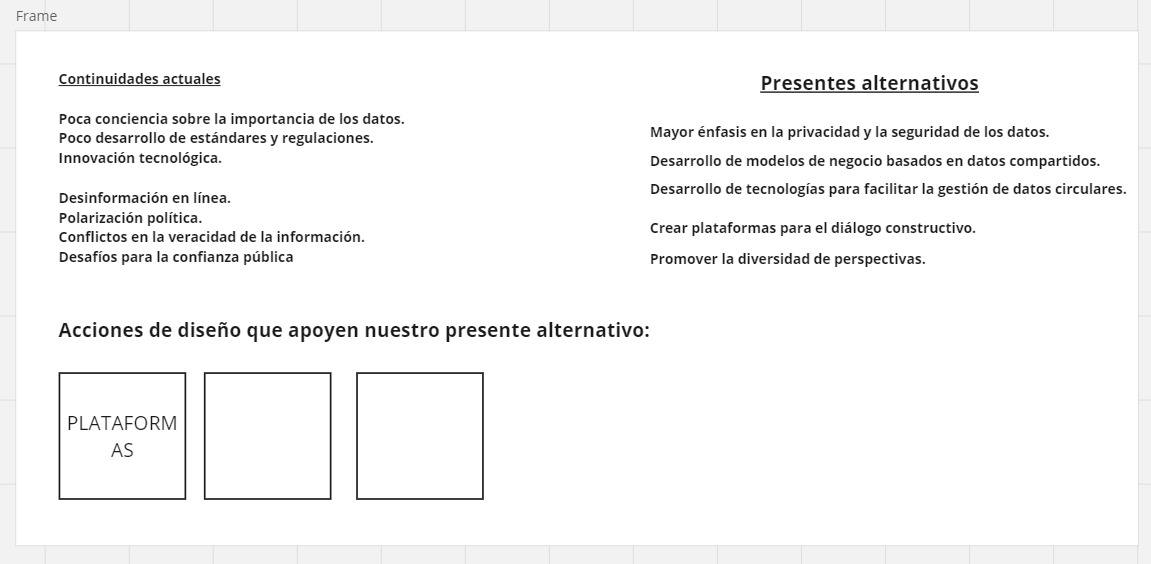 Frame
Continuidades actuales
Poca conciencia sobre la importancia de los datos.
Poco desarrollo de estándares y regulaciones.
Innovación tecnológica.
Desinformación en línea.
Polarización política.
Conflictos en la veracidad de la información.
Desafíos para la confianza pública
Presentes alternativos
Mayor énfasis en la privacidad y la seguridad de los datos.
Desarrollo de modelos de negocio basados en datos compartidos.
Desarrollo de tecnologías para facilitar la gestión de datos circulares.
Crear plataformas para el diálogo constructivo.
Promover la diversidad de perspectivas.
Acciones de diseño que apoyen nuestro presente alternativo:
PLATAFORM
AS